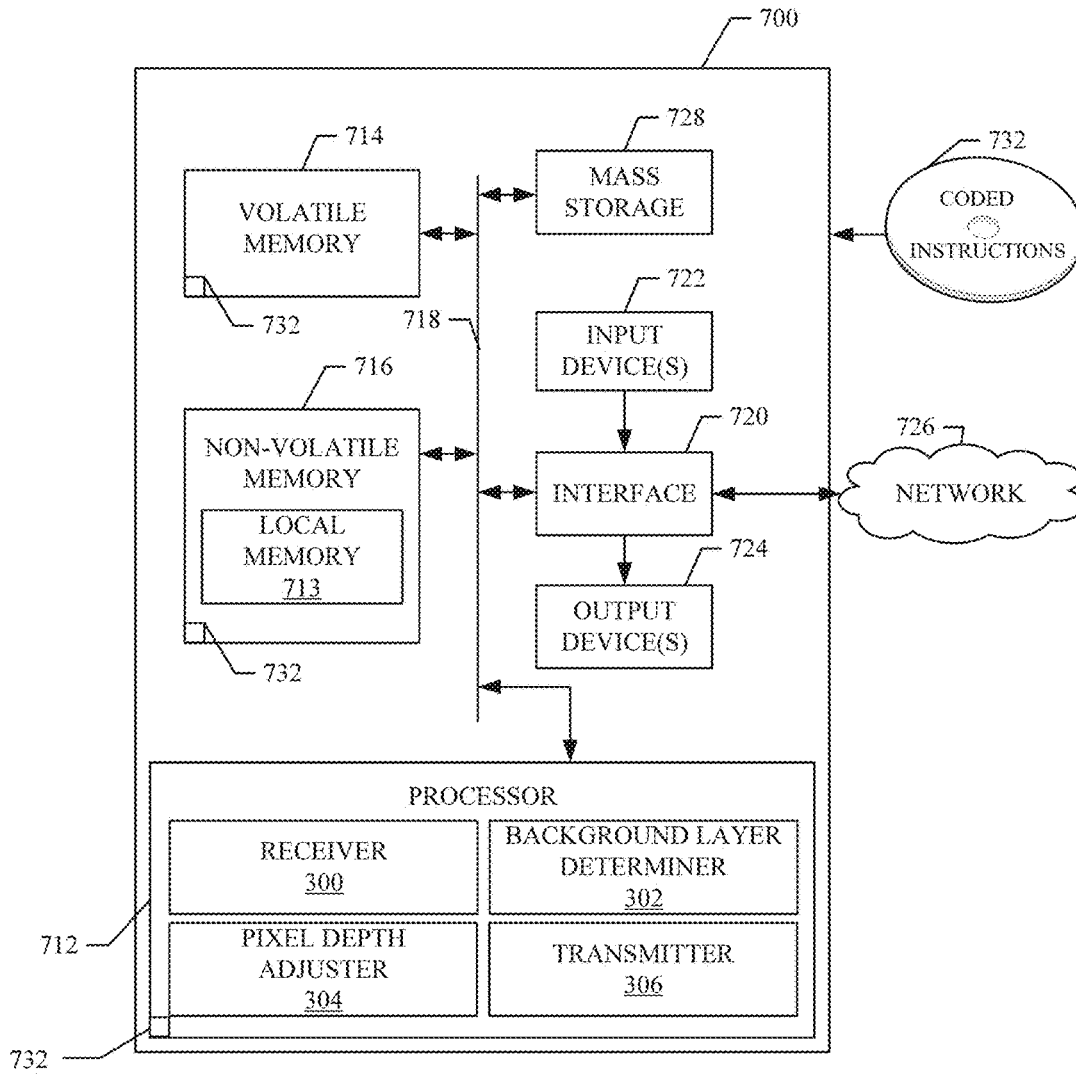 700
714
VOLATILE
MEMORY
732
728
MASS
STORAGE
732
CODED
INSTRUCTIONS
718
722
INPUT
DEVICE(S)
716
NON-VOLATILE
MEMORY
LOCAL
MEMORY
713
732
720
INTERFACE
726
NETWORK
724
OUTPUT
DEVICE(S)
PROCESSOR
RECEIVER
300
BACKGROUND LAYER
DETERMINER
302
712
PIXEL DEPTH
ADJUSTER
304
TRANSMITTER
306
732